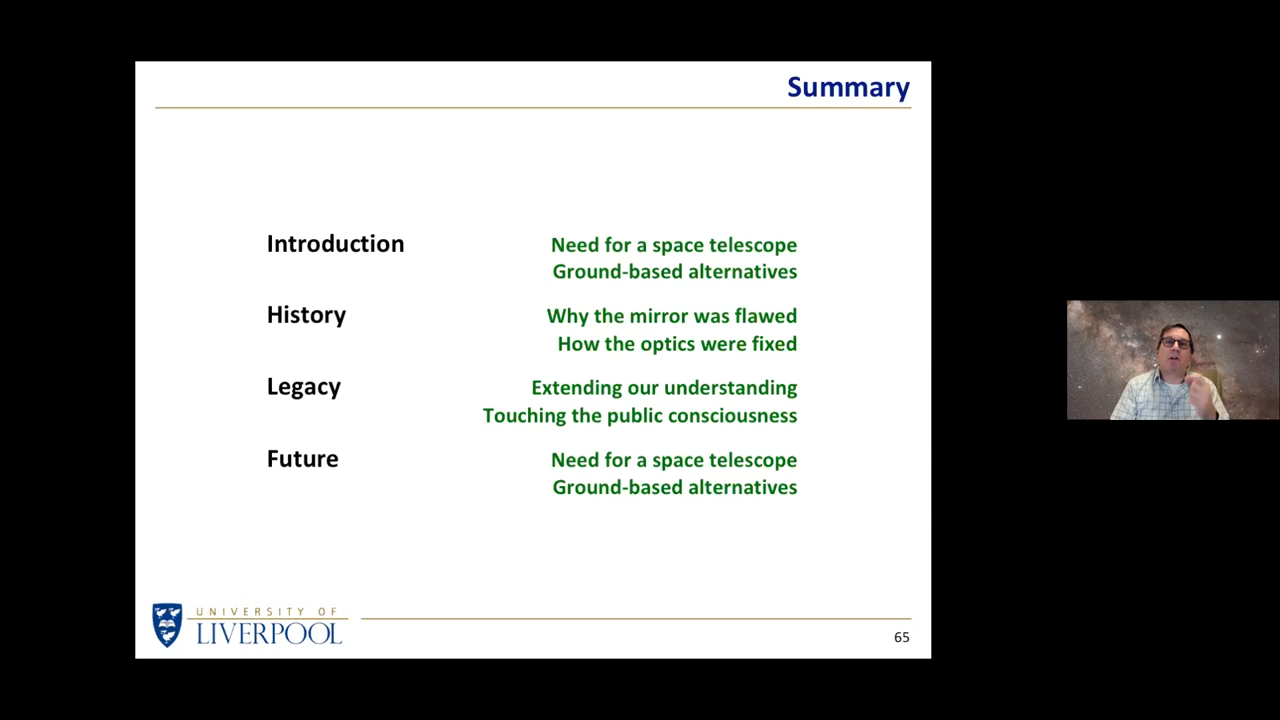 Summary
Introduction
Need for a space telescope
Ground-based alternatives
History
Why the mirror was flawed
How the optics were fixed
Legacy
Extending our understanding
Touching the public consciousness
Future
Need for a space telescope
Ground-based alternatives
UNIVERSITY OF
LIVERPOOL
65